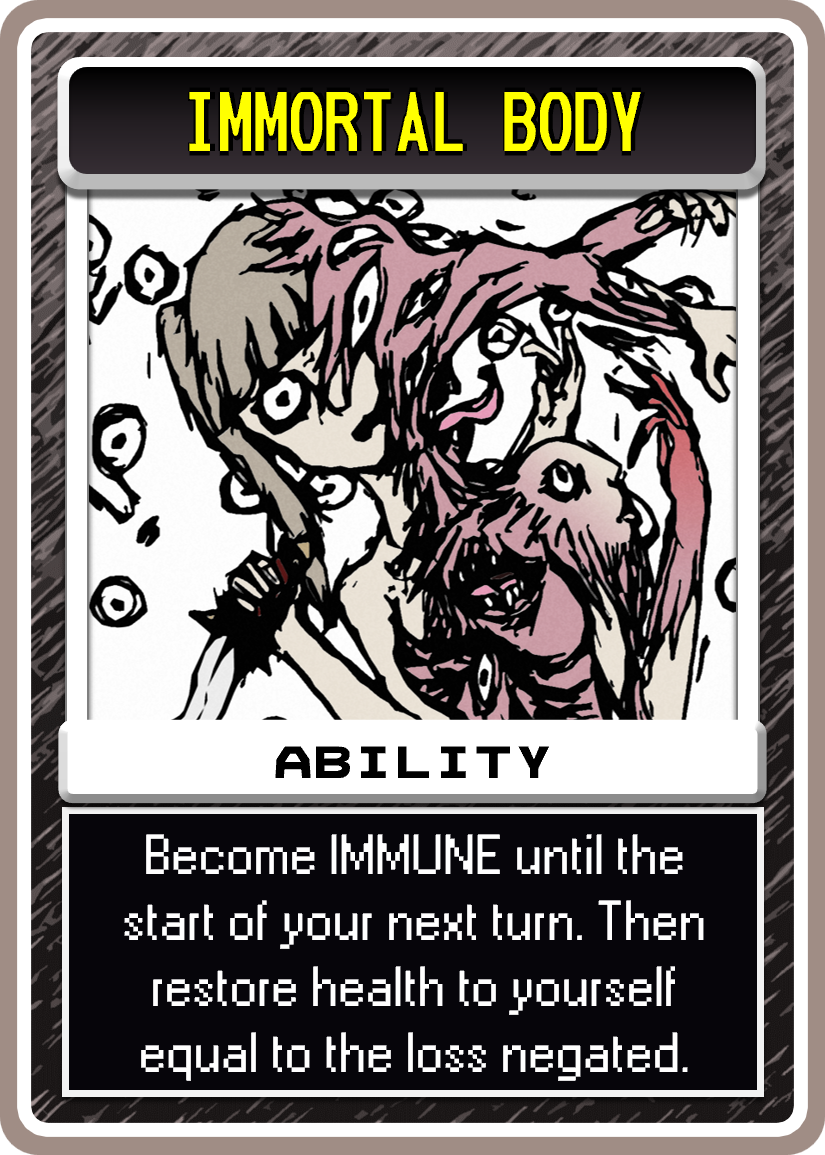 IMMORTAL BODY
ABILITY
Become IMMUNE until the
start of your next turn. Then
restore health to yourself
equal to the loss negated.